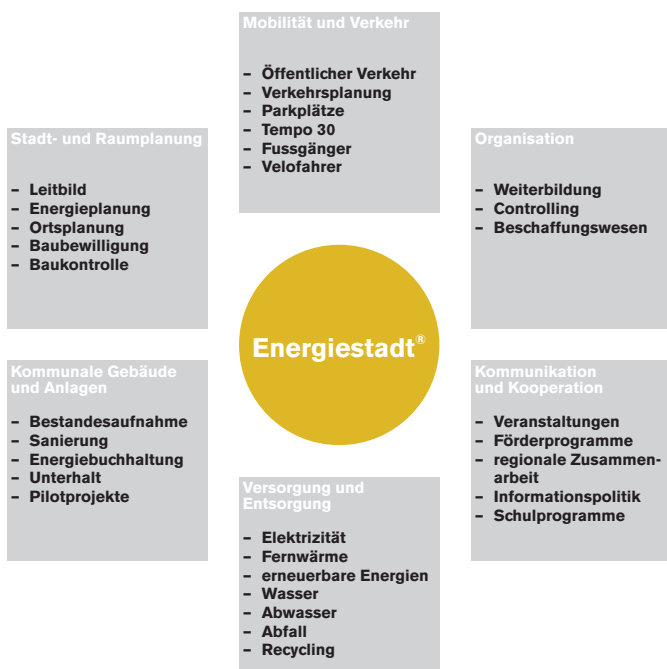 Mobilität und Verkehr
– Öffentlicher Verkehr
– Verkehrsplanung
– Parkplätze
– Tempo 30
– Fussgänger
– Velofahrer
Stadt- und Raumplanung
– Leitbild
– Energieplanung
– Ortsplanung
– Baubewilligung
– Baukontrolle
Organisation
– Weiterbildung
– Controlling
– Beschaffungswesen
Energiestadt®
Kommunale Gebäude
und Anlagen
– Bestandesaufnahme
– Sanierung
– Energiebuchhaltung
– Unterhalt
– Pilotprojekte
Kommunikation
und Kooperation
– Veranstaltungen
– Förderprogramme
– regionale Zusammen-
arbeit
– Informationspolitik
– Schulprogramme
Versorgung und
Entsorgung
– Elektrizität
– Fernwärme
– erneuerbare Energien
– Wasser
– Abwasser
– Abfall
– Recycling